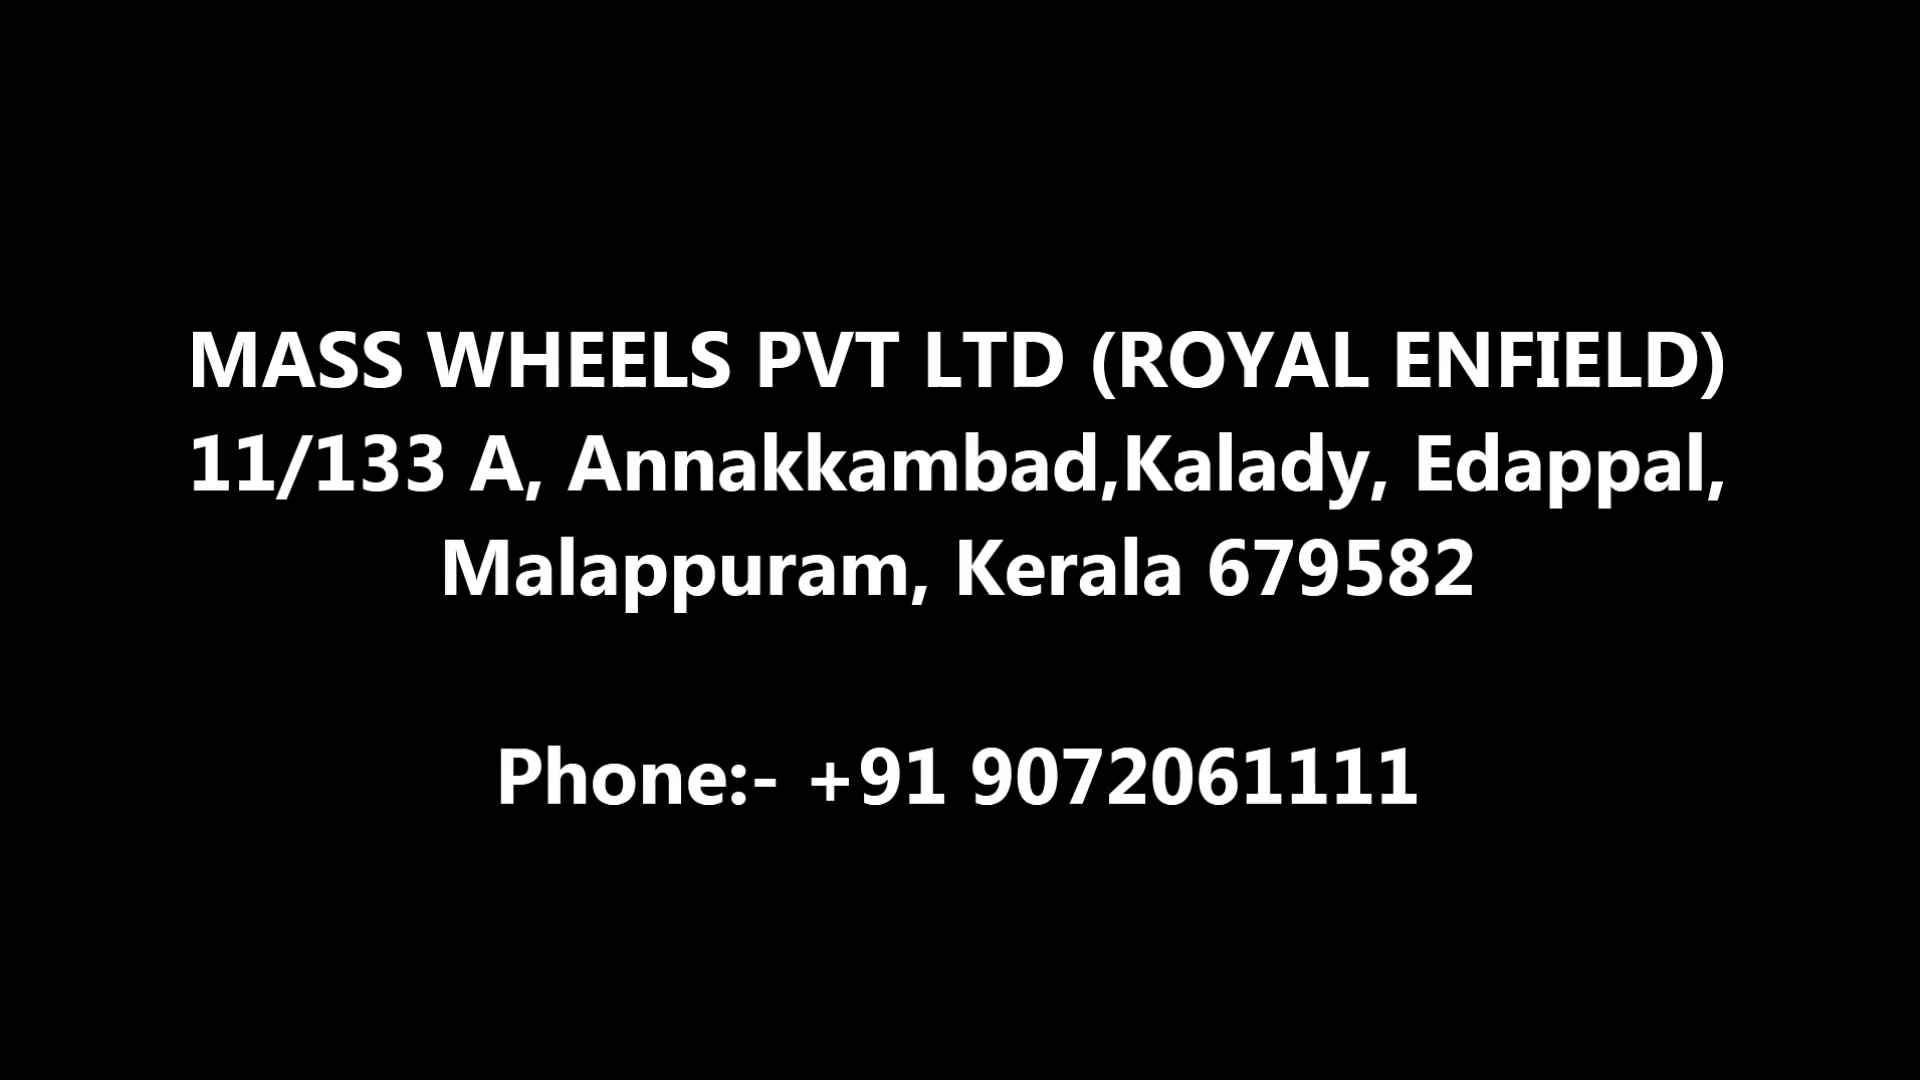 MASS WHEELS PVT LTD (ROYAL ENFIELD)
11/133 A, Annakkambad,Kalady, Edappal,
Malappuram, Kerala 679582
Phone:- +91 9072061111